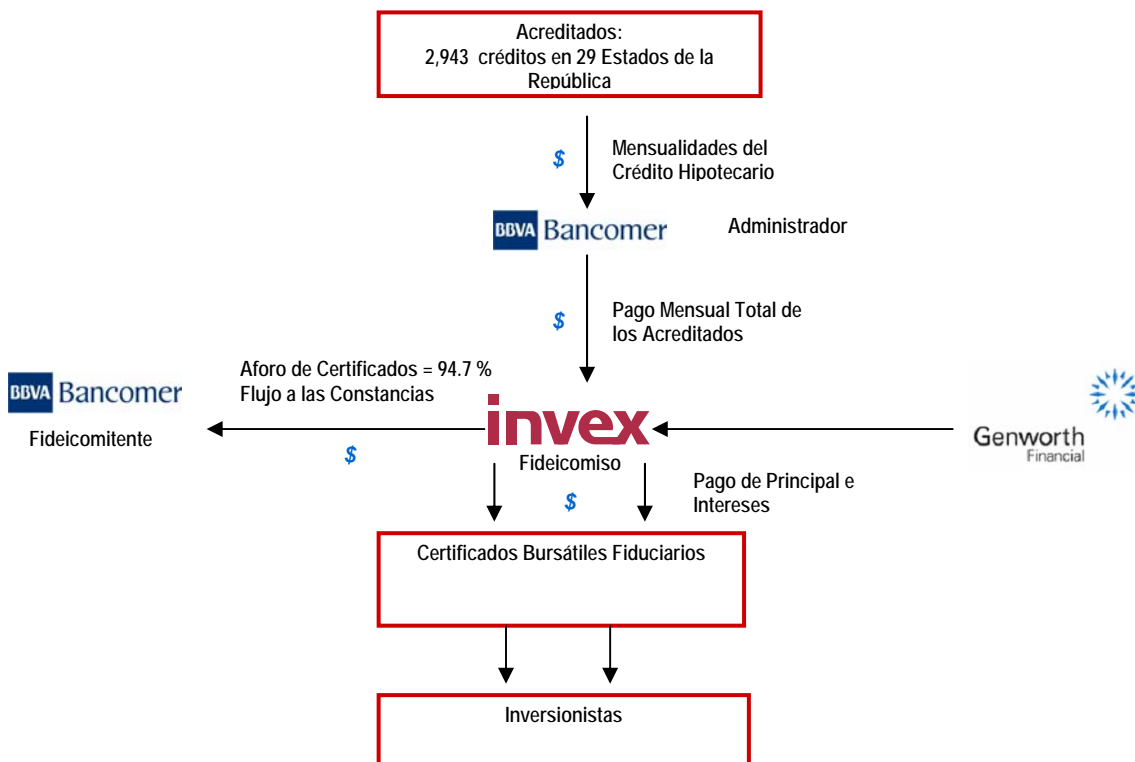 Acreditados:
2,943 créditos en 29 Estados de la
República
$
Mensualidades del
Crédito Hipotecario
BBVA Bancomer
Administrador
$
Pago Mensual Total de
los Acreditados
Aforo de Certificados = 94.7 %
Flujo a las Constancias
BBVA Bancomer
Fideicomitente
$
invex
Fideicomiso
Genworth
Financial
$
Pago de Principal e
Intereses
Certificados Bursátiles Fiduciarios
Inversionistas